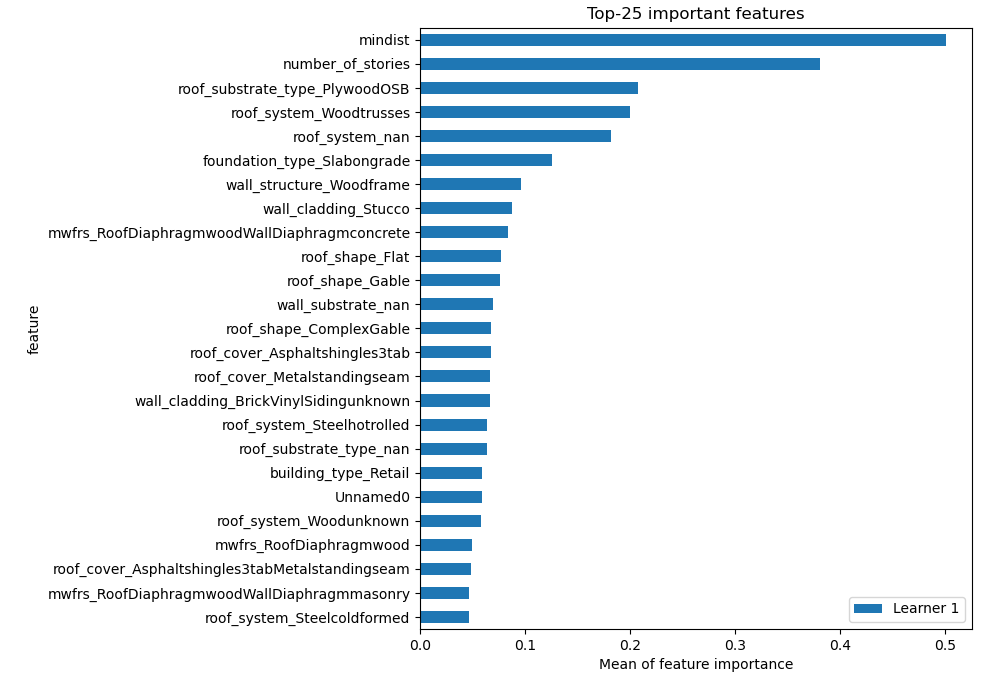 Top-25 important features
mindist
number_of_stories
roof_substrate_type_PlywoodOSB
roof_system_Woodtrusses
roof_system_nan
foundation_type_Slabongrade
wall_structure_Woodframe
wall_cladding_Stucco
mwfrs_RoofDiaphragmwoodWallDiaphragmconcrete
roof_shape_Flat
roof_shape_Gable
wall_substrate_nan
roof_shape_ComplexGable
roof_cover_Asphaltshingles3tab
roof_cover_Metalstandingseam
wall_cladding_BrickVinylSidingunknown
roof_system_Steelhotrolled
roof_substrate_type_nan
building_type_Retail
Unnamed0
roof_system_Woodunknown
mwfrs_RoofDiaphragmwood
roof_cover_Asphaltshingles3tabMetalstandingseam
mwfrs_RoofDiaphragmwoodWallDiaphragmmasonry
roof_system_Steelcoldformed
feature
Learner 1
0.0 0.1 0.2 0.3 0.4 0.5
Mean of feature importance